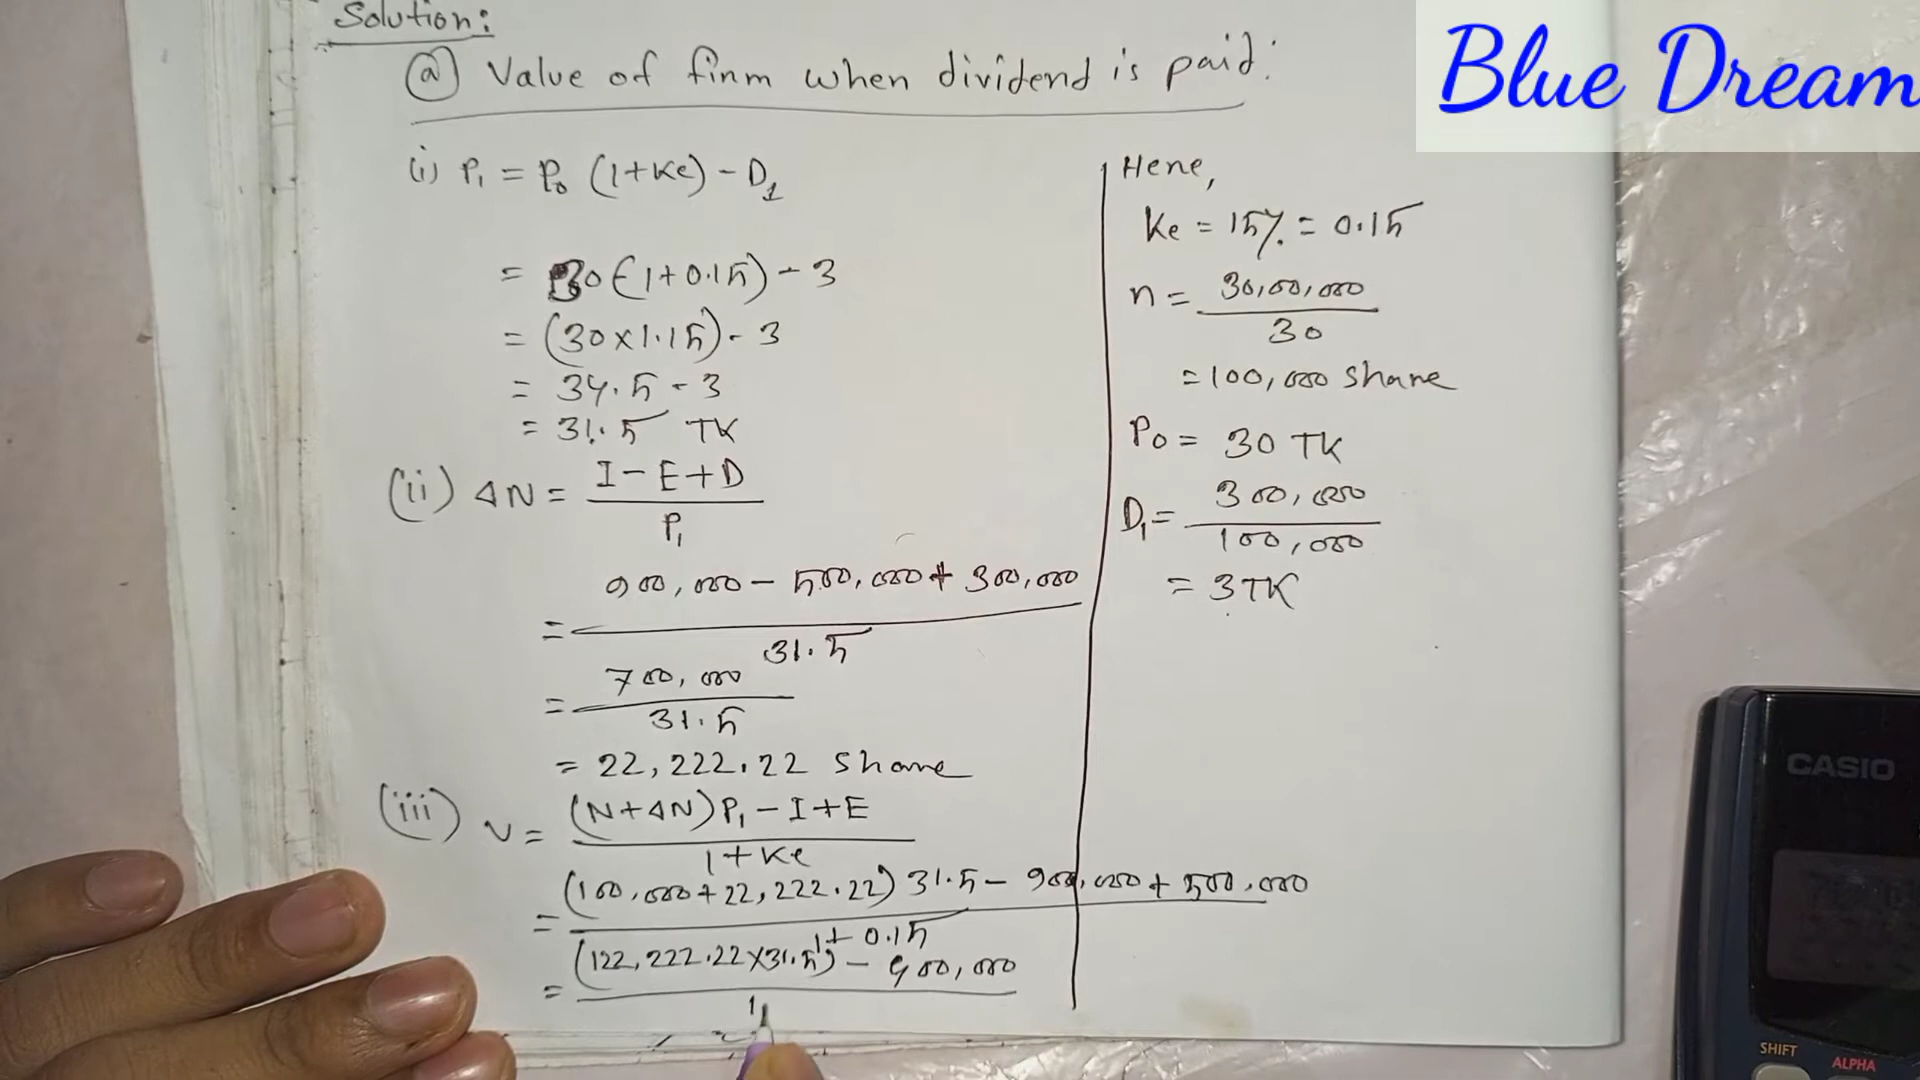 Solution:
Blue Dream
(a) Value of finm when dividend is paid:
(i) P₁ = P₀ (1+Ke) - D₁
= 30 (1+0.15) - 3
= (30×1.15) - 3
= 34.5 - 3
= 31.5 TK
(ii) ΔN = (I - E + D) / P₁
= (900,000 - 500,000 + 300,000) / 31.5
= 700,000 / 31.5
= 22,222.22 Share
(iii) V = ((N+ΔN)P₁ - I + E) / (1+Ke)
= ((100,000 + 22,222.22) 31.5 - 900,000 + 500,000) / (1+0.15)
= ((122,222.22×31.5) - 400,000) / 1
Here,
Ke = 15% = 0.15
n = 30,00,000 / 30
= 100,000 share
P₀ = 30 TK
D₁ = 300,000 / 100,000
= 3 TK
CASIO
SHIFT
ALPHA